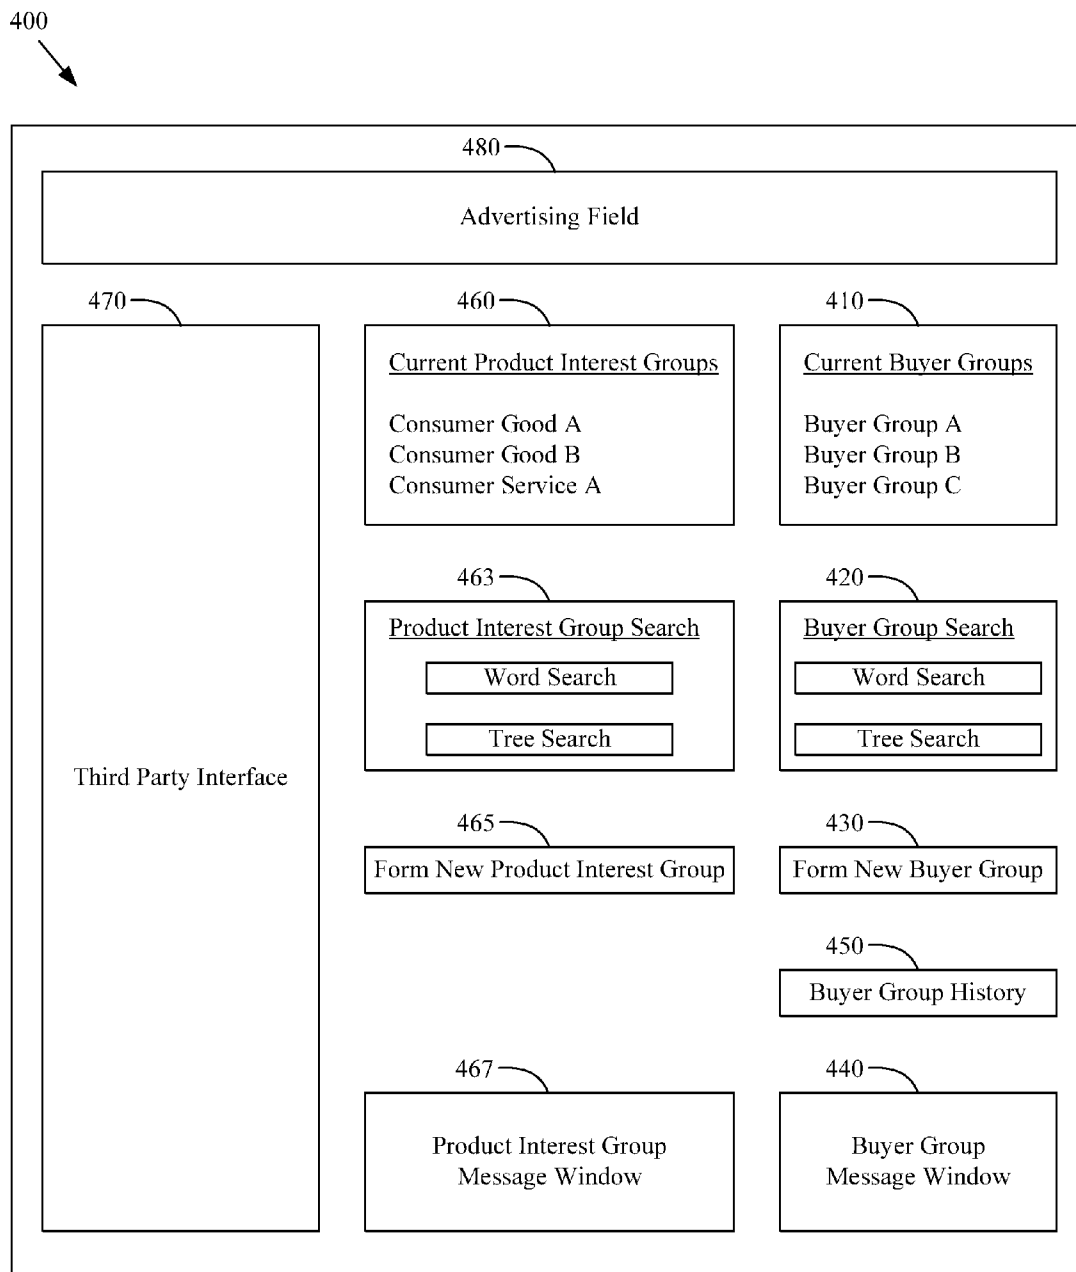 400
480
Advertising Field
470
460
410
Third Party Interface
Current Product Interest Groups
Consumer Good A
Consumer Good B
Consumer Service A
Current Buyer Groups
Buyer Group A
Buyer Group B
Buyer Group C
463
Product Interest Group Search
Word Search
Tree Search
420
Buyer Group Search
Word Search
Tree Search
465
Form New Product Interest Group
430
Form New Buyer Group
450
Buyer Group History
467
Product Interest Group
Message Window
440
Buyer Group
Message Window